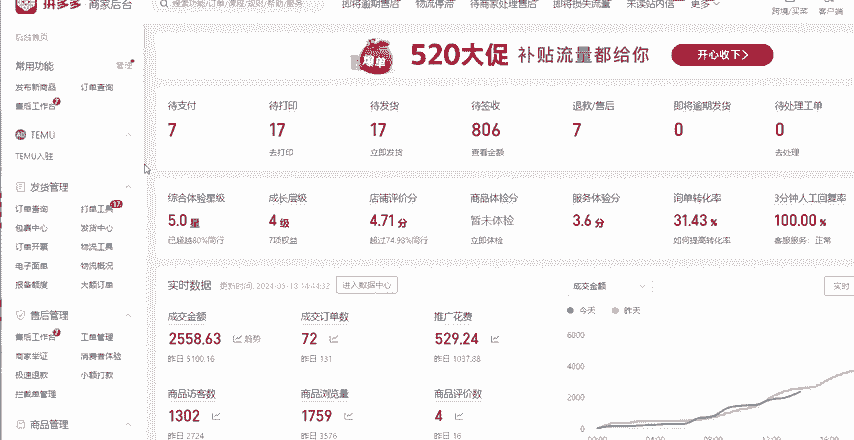 拼多多 商家后台
搜索功能/订单/课程/规则/帮助/服务
即将逾期售后 物流停滞 待商家处理售后 即将损失流量 未读站内信 更多
跨境/买菜 客户端
后台首页
常用功能 管理
发布新商品 订单查询
售后工作台 7
TEMU
TEMU入驻
发货管理
订单查询 打单工具 17
包裹中心 发货中心
订单开票 物流工具
电子面单 物流概况
报备额度 大额订单
售后管理
售后工作台 7 工单管理
商家举证 消费者体验
极速退款 小额打款
拦截单管理
商品管理
爆单 520大促 补贴流量都给你 开心收下
待支付 待打印 待发货 待签收 退款/售后 即将逾期发货 待处理工单
7 17 17 806 7 0 0
去打印 立即发货 查看金额 去处理
综合体验星级 成长层级 店铺评价分 商品体检分 服务体验分 询单转化率 3分钟人工回复率
5.0 星 4 级 4.71 分 暂未体检 3.6 分 31.43 % 100.00 %
已超越80%同行 7项权益 超过74.98%同行 立即体检 如何提高转化率 客服服务：正常
实时数据 进入数据中心
成交金额 成交订单数 推广花费
2558.63 趋势 72 529.24
昨日 5100.16 昨日 131 昨日 1037.88
商品访客数 商品浏览量 商品评价数
1302 1759 4
昨日 2724 昨日 3576 昨日 16
成交金额 实时
今天 昨天
6000
4000
2000
0
00:00 04:00 08:00 12:00 16:00